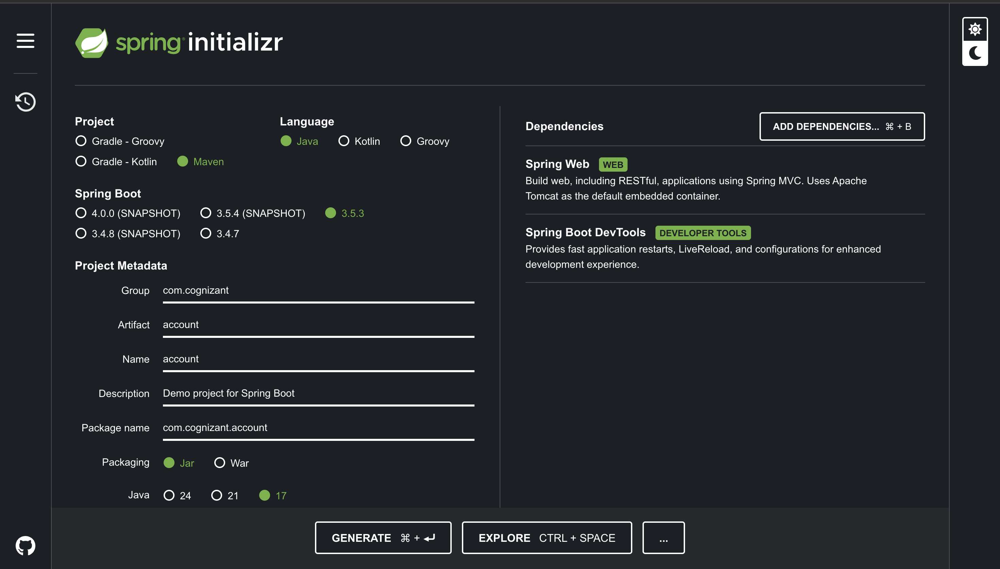 spring® initializr
Project
Gradle - Groovy
Gradle - Kotlin Maven
Language
Java Kotlin Groovy
Spring Boot
4.0.0 (SNAPSHOT) 3.5.4 (SNAPSHOT) 3.5.3
3.4.8 (SNAPSHOT) 3.4.7
Project Metadata
Group com.cognizant
Artifact account
Name account
Description Demo project for Spring Boot
Package name com.cognizant.account
Packaging Jar War
Java 24 21 17
Dependencies ADD DEPENDENCIES... ⌘ + B
Spring Web WEB
Build web, including RESTful, applications using Spring MVC. Uses Apache
Tomcat as the default embedded container.
Spring Boot DevTools DEVELOPER TOOLS
Provides fast application restarts, LiveReload, and configurations for enhanced
development experience.
GENERATE ⌘ + ⏎ EXPLORE CTRL + SPACE ...